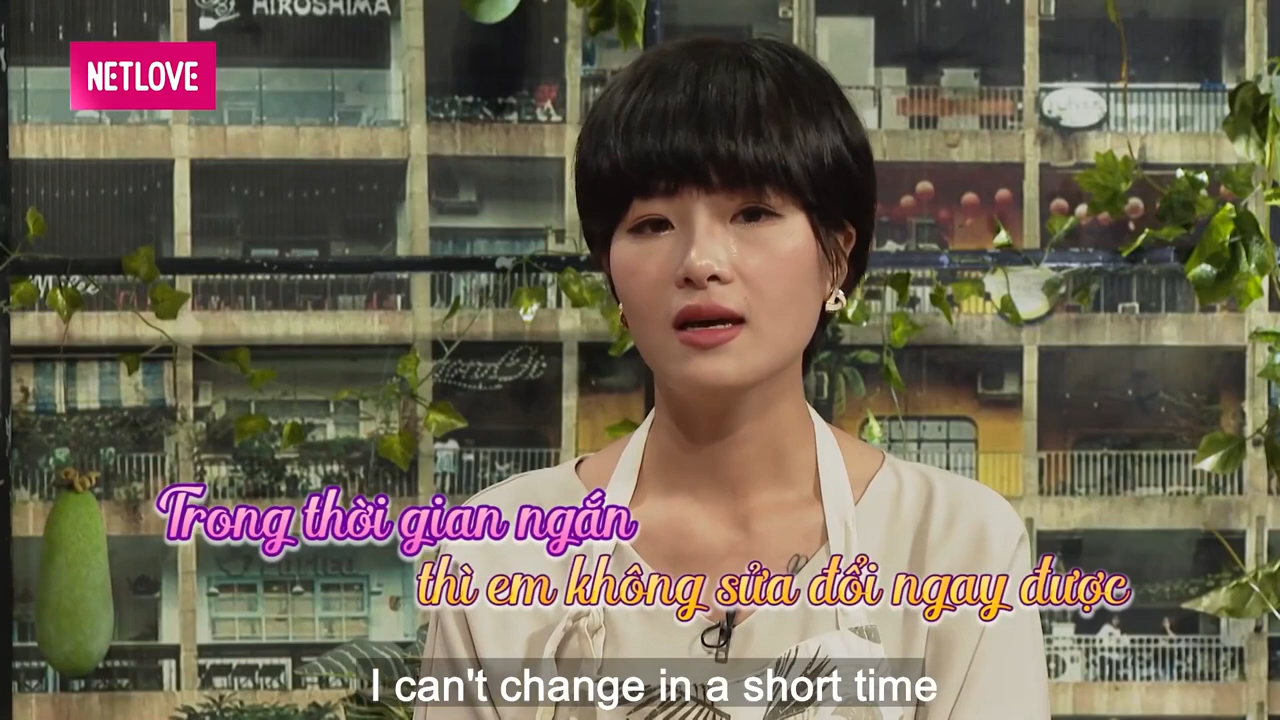 HIROSHIMA
NETLOVE
Trong thời gian ngắn
thì em không sửa đổi ngay được
I can't change in a short time